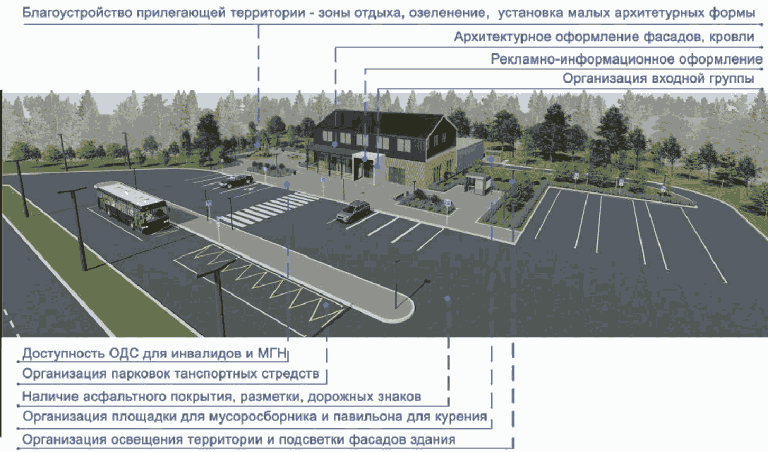 Благоустройство прилегающей территории - зоны отдыха, озеленение, установка малых архитетурных формы
Архитектурное оформление фасадов, кровли
Рекламно-информационное оформление
Организация входной группы
Доступность ОДС для инвалидов и МГН
Организация парковок танспортных стредств
Наличие асфальтного покрытия, разметки, дорожных знаков
Организация площадки для мусоросборника и павильона для курения
Организация освещения территории и подсветки фасадов здания